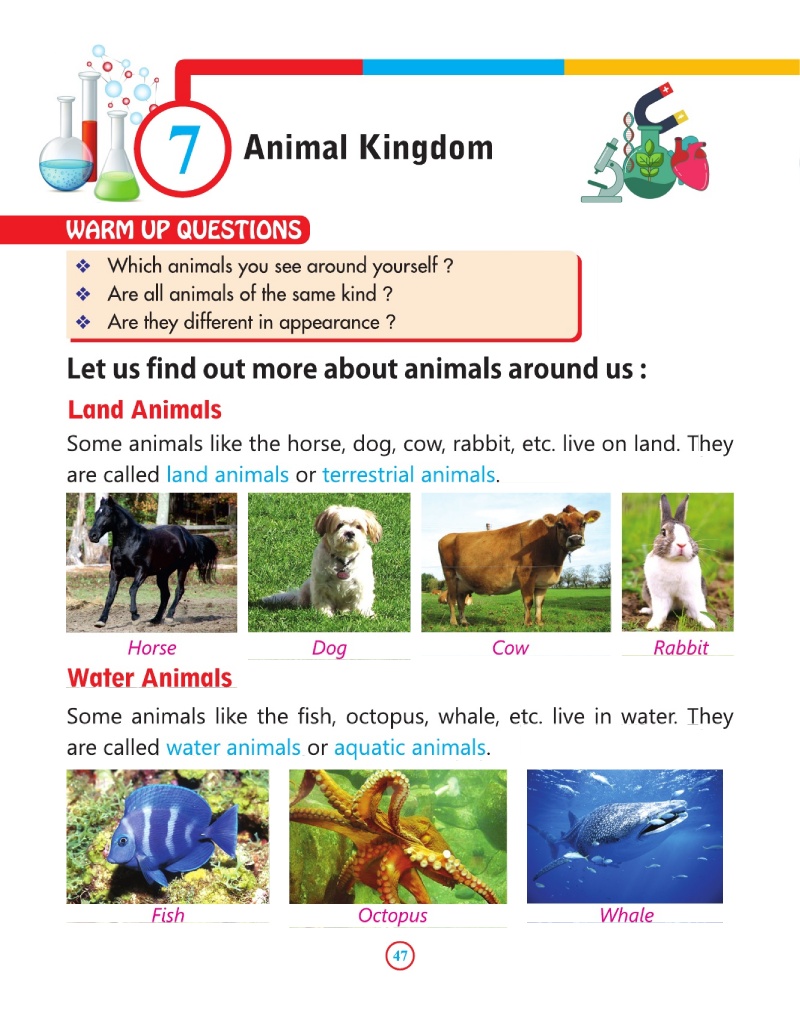 7
Animal Kingdom
WARM UP QUESTIONS
❖ Which animals you see around yourself ?
❖ Are all animals of the same kind ?
❖ Are they different in appearance ?
Let us find out more about animals around us :
Land Animals
Some animals like the horse, dog, cow, rabbit, etc. live on land. They
are called land animals or terrestrial animals.
Horse Dog Cow Rabbit
Water Animals
Some animals like the fish, octopus, whale, etc. live in water. They
are called water animals or aquatic animals.
Fish Octopus Whale
47